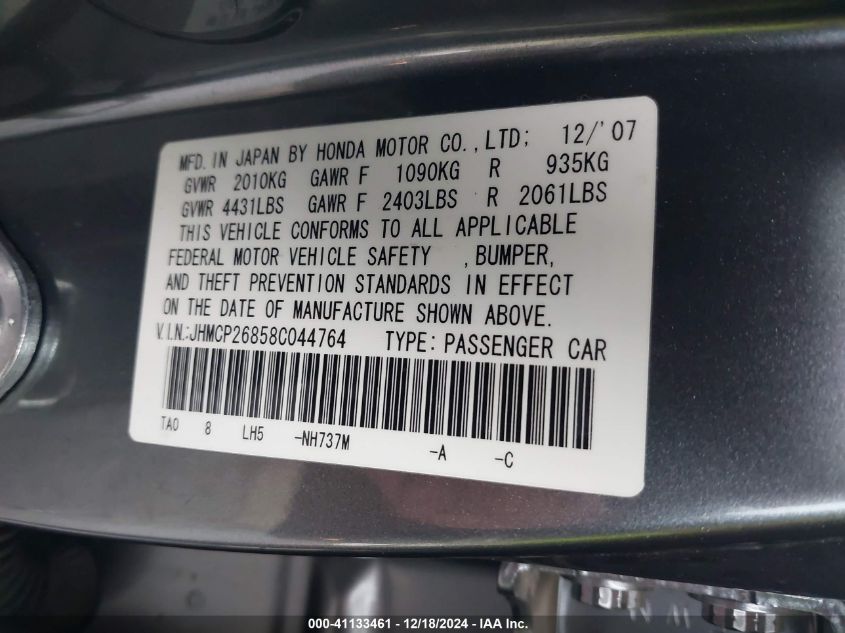 MFD. IN JAPAN BY HONDA MOTOR CO., LTD; 12/'07
GVWR 2010KG GAWR F 1090KG R 935KG
GVWR 4431LBS GAWR F 2403LBS R 2061LBS
THIS VEHICLE CONFORMS TO ALL APPLICABLE
FEDERAL MOTOR VEHICLE SAFETY , BUMPER,
AND THEFT PREVENTION STANDARDS IN EFFECT
ON THE DATE OF MANUFACTURE SHOWN ABOVE.
V.I.N.:JHMCP26858C044764 TYPE: PASSENGER CAR
TA0 8 LH5 -NH737M -A -C
000-41133461 - 12/18/2024 - IAA Inc.